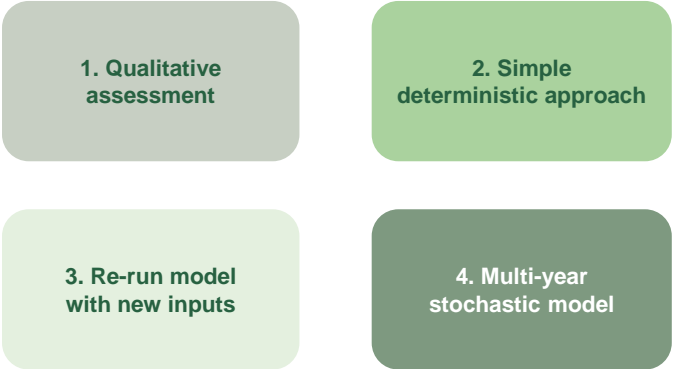 1. Qualitative
assessment
2. Simple
deterministic approach
3. Re-run model
with new inputs
4. Multi-year
stochastic model